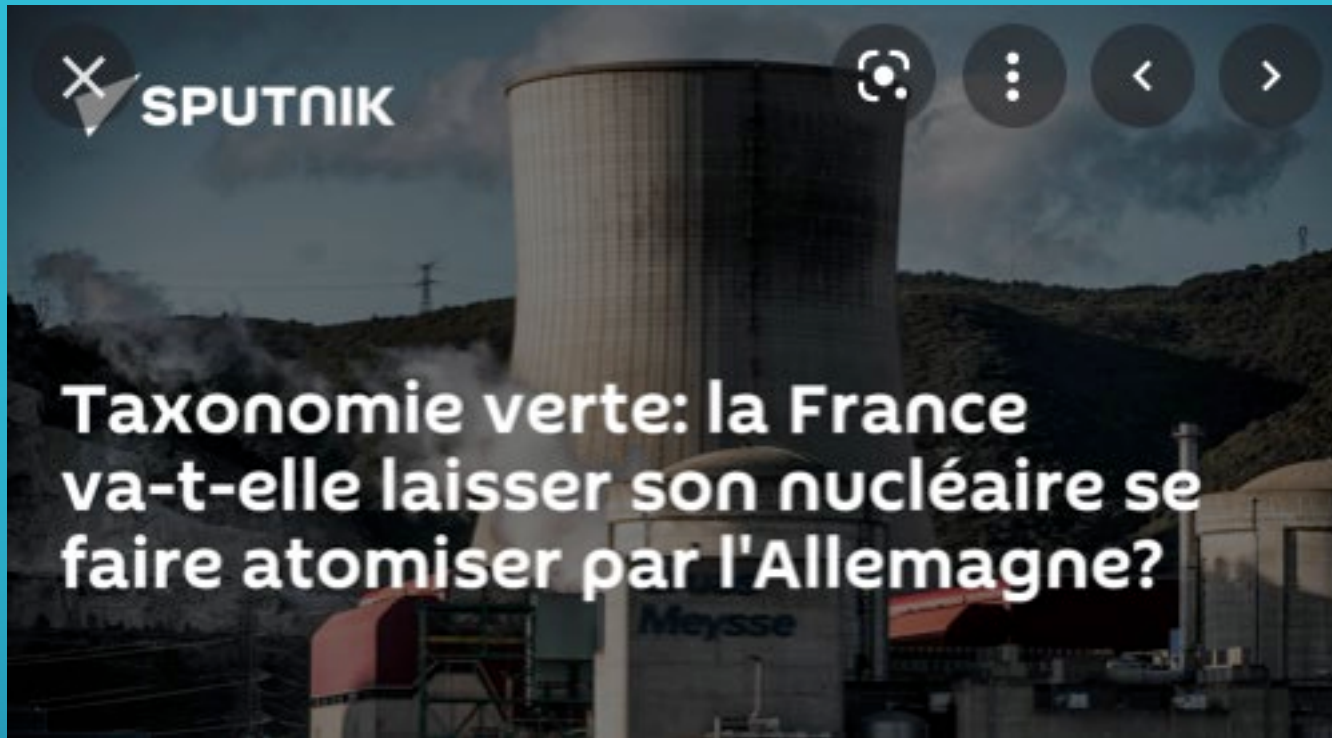 SPUTNIK
Taxonomie verte: la France
va-t-elle laisser son nucléaire se
faire atomiser par l'Allemagne?
Meysse